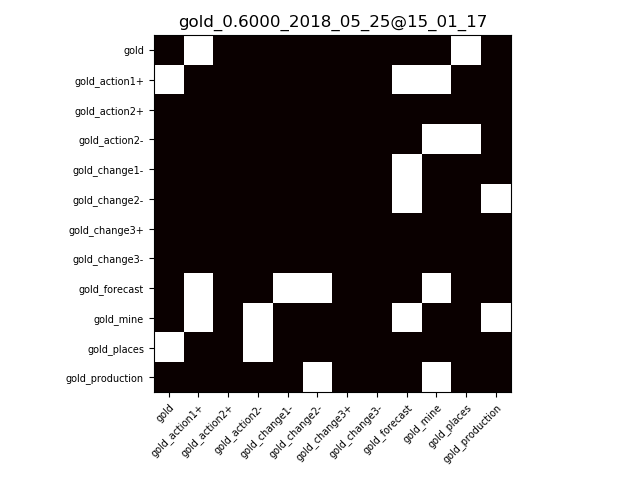 gold_0.6000_2018_05_25@15_01_17
gold
gold_action1+
gold_action2+
gold_action2-
gold_change1-
gold_change2-
gold_change3+
gold_change3-
gold_forecast
gold_mine
gold_places
gold_production
gold
gold_action1+
gold_action2+
gold_action2-
gold_change1-
gold_change2-
gold_change3+
gold_change3-
gold_forecast
gold_mine
gold_places
gold_production